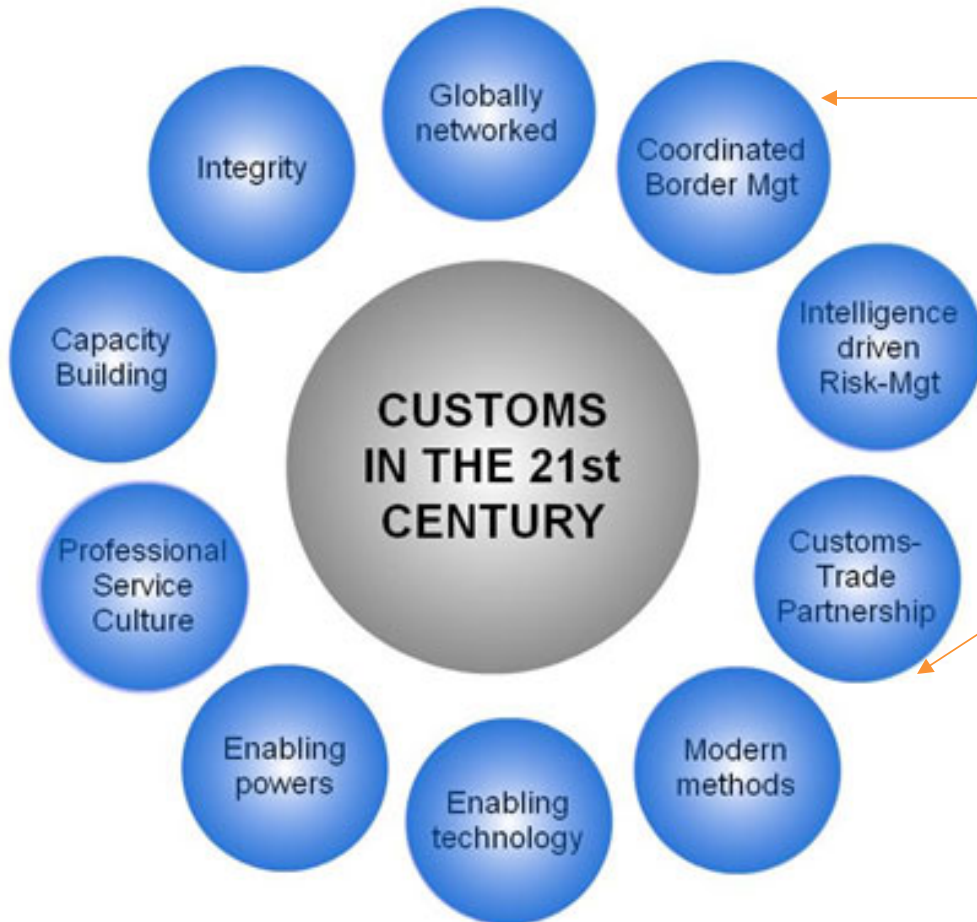 CUSTOMS
IN THE 21st
CENTURY
Globally
networked
Coordinated
Border Mgt
Intelligence
driven
Risk-Mgt
Customs-
Trade
Partnership
Modern
methods
Enabling
technology
Enabling
powers
Professional
Service
Culture
Capacity
Building
Integrity